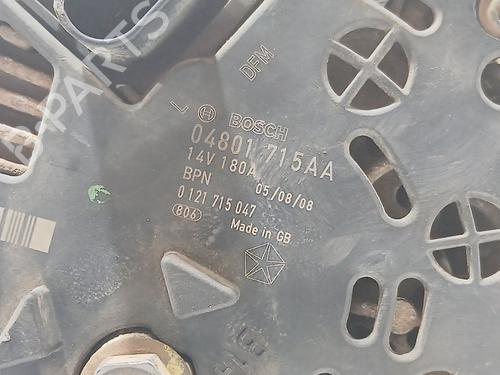 DFM
L
BOSCH
04801715AA
14V 180A
BPN 05/08/08
0 121 715 047
806 Made in GB